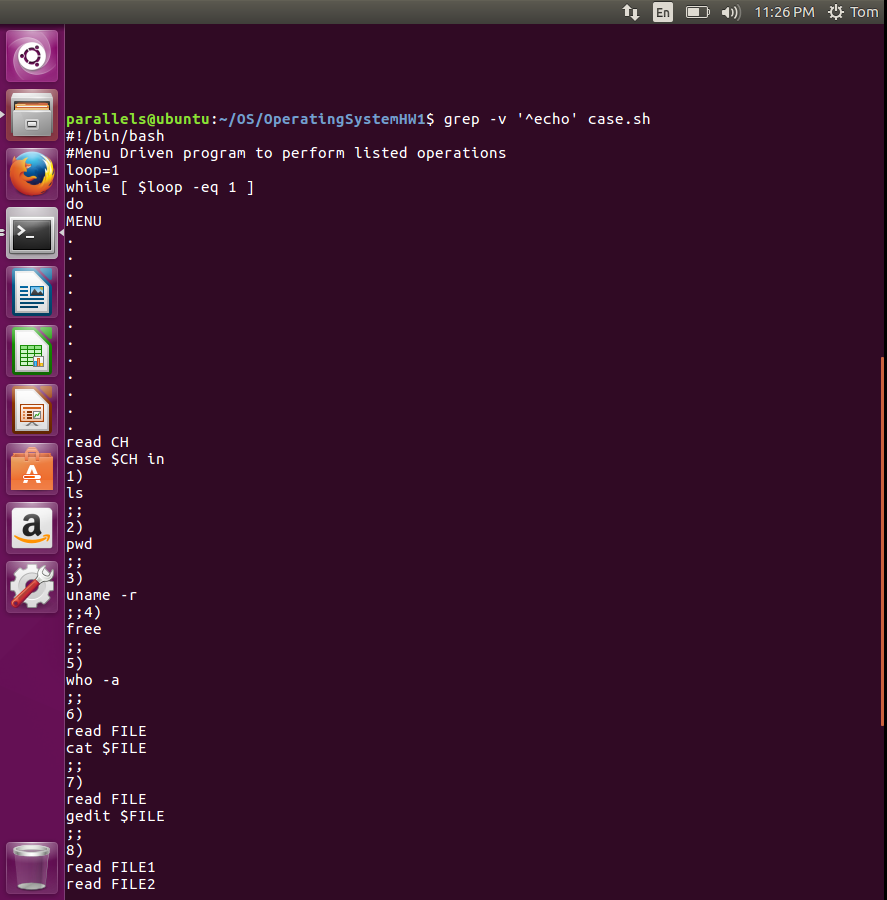 En 11:26 PM Tom
parallels@ubuntu:~/OS/OperatingSystemHW1$ grep -v '^echo' case.sh
#!/bin/bash
#Menu Driven program to perform listed operations
loop=1
while [ $loop -eq 1 ]
do
MENU
.
.
.
.
.
.
.
.
.
.
.
.
read CH
case $CH in
1)
ls
;;
2)
pwd
;;
3)
uname -r
;;4)
free
;;
5)
who -a
;;
6)
read FILE
cat $FILE
;;
7)
read FILE
gedit $FILE
;;
8)
read FILE1
read FILE2